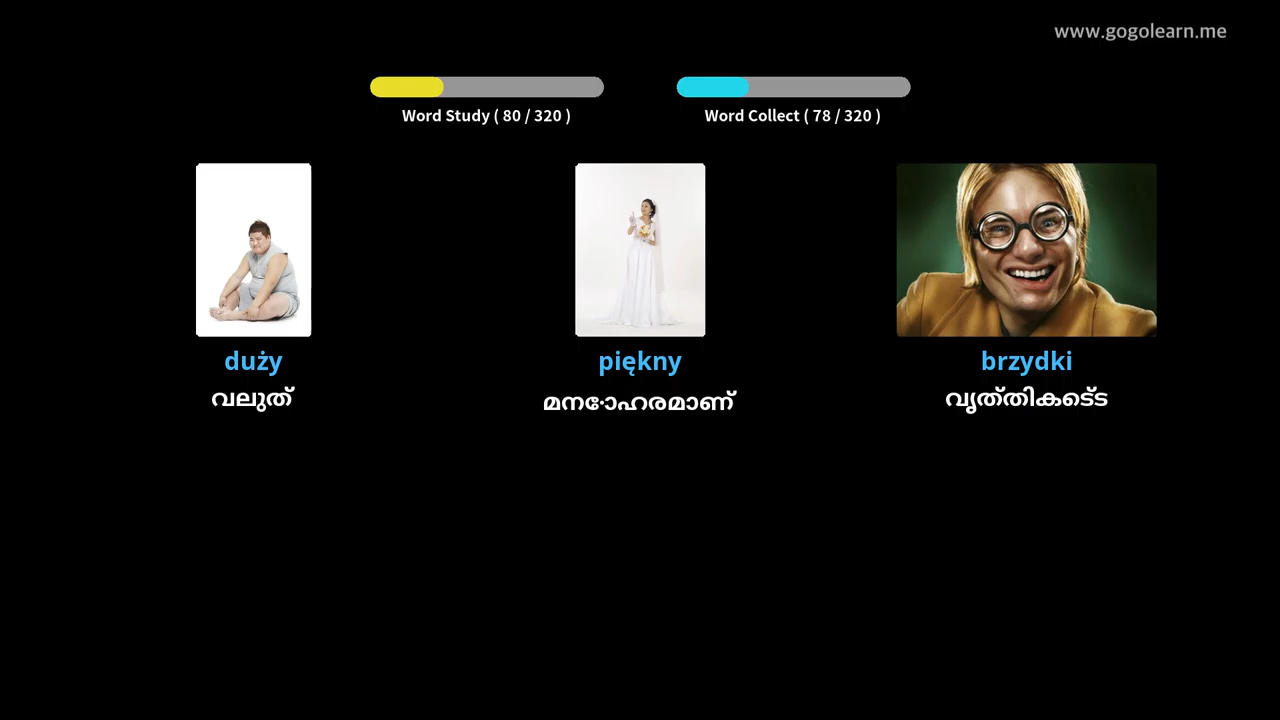 www.gogolearn.me
Word Study ( 80 / 320 )
Word Collect ( 78 / 320 )
duży
piękny
brzydki
വലുത്
മനോഹരമാണ്
വൃത്തികെട്ട